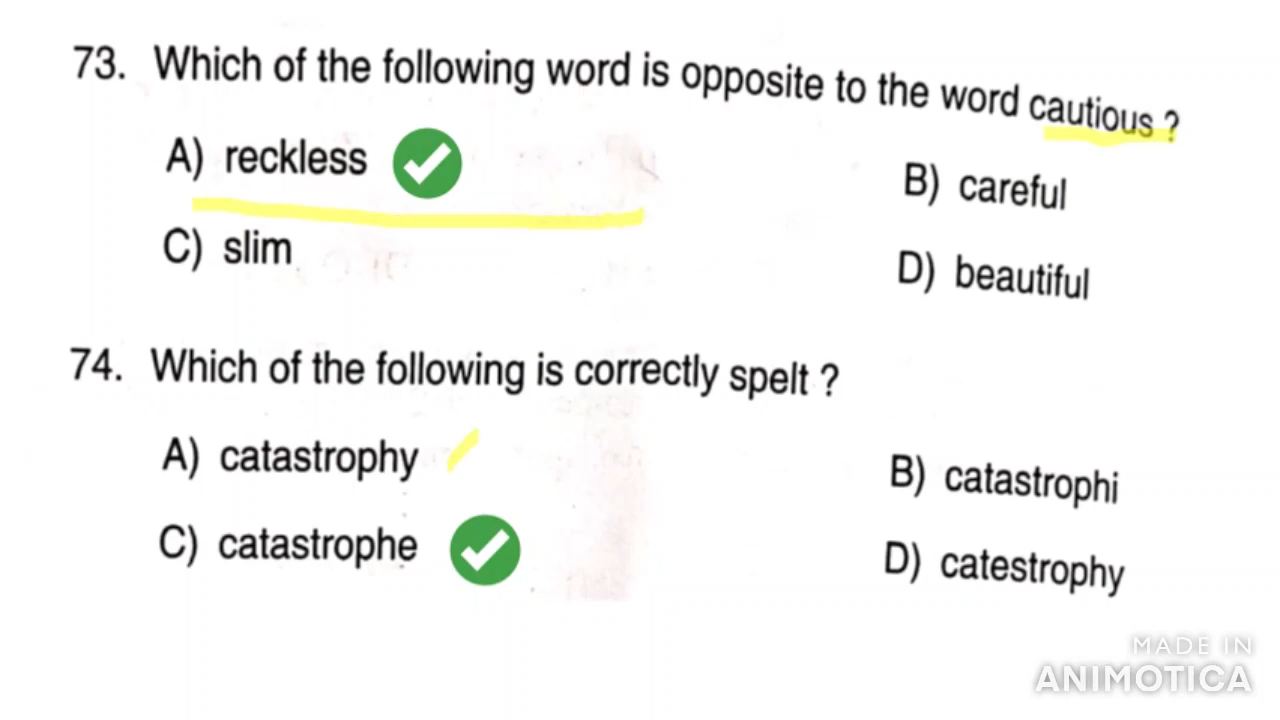 73. Which of the following word is opposite to the word cautious ?
A) reckless
B) careful
C) slim
D) beautiful
74. Which of the following is correctly spelt ?
A) catastrophy
B) catastrophi
C) catastrophe
D) catestrophy
MADE IN
ANIMOTICA